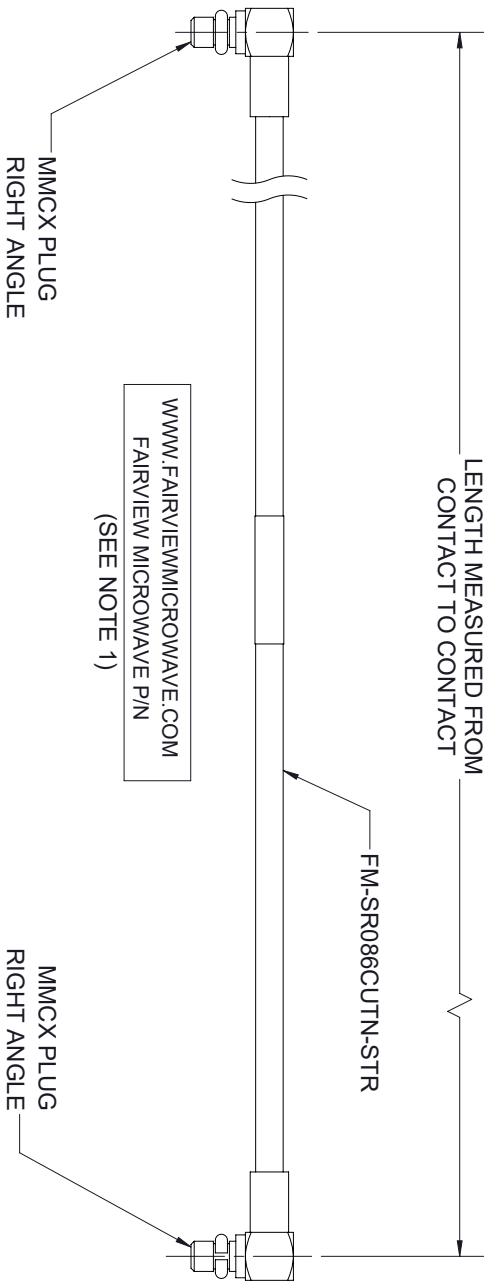 LENGTH MEASURED FROM
CONTACT TO CONTACT
FM-SR086CUTN-STR
WWW.FAIRVIEWMICROWAVE.COM
FAIRVIEW MICROWAVE P/N
(SEE NOTE 1)
MMCX PLUG
RIGHT ANGLE
MMCX PLUG
RIGHT ANGLE